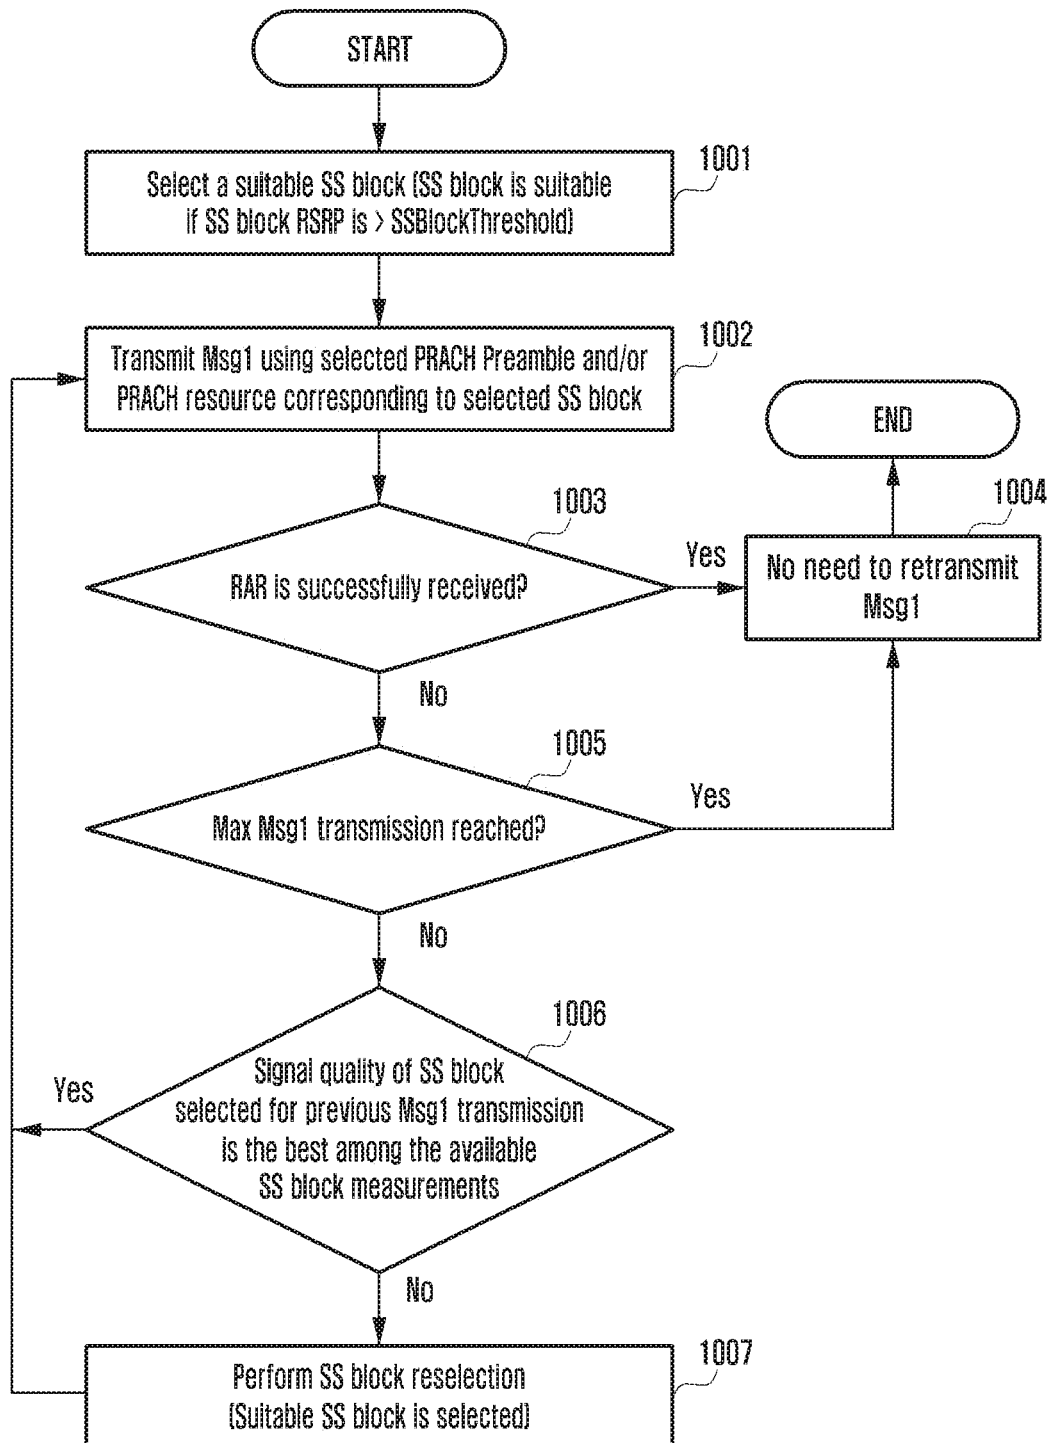 START
1001
Select a suitable SS block (SS block is suitable
if SS block RSRP is > SSBlockThreshold)
1002
Transmit Msg1 using selected PRACH Preamble and/or
PRACH resource corresponding to selected SS block
END
1003
1004
RAR is successfully received?
Yes
No need to retransmit
Msg1
No
1005
Max Msg1 transmission reached?
Yes
No
1006
Signal quality of SS block
selected for previous Msg1 transmission
is the best among the available
SS block measurements
Yes
No
1007
Perform SS block reselection
(Suitable SS block is selected)